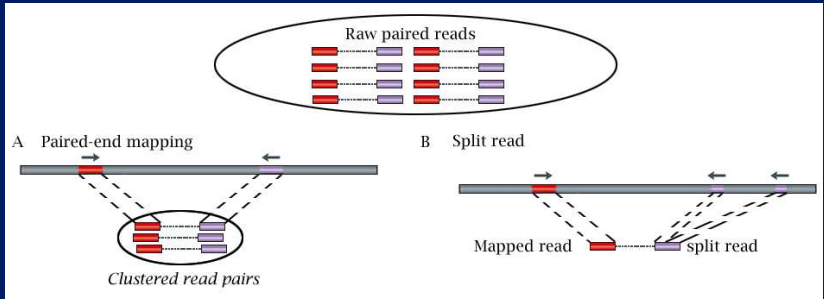 Raw paired reads
A Paired-end mapping
B Split read
Mapped read
split read
Clustered read pairs